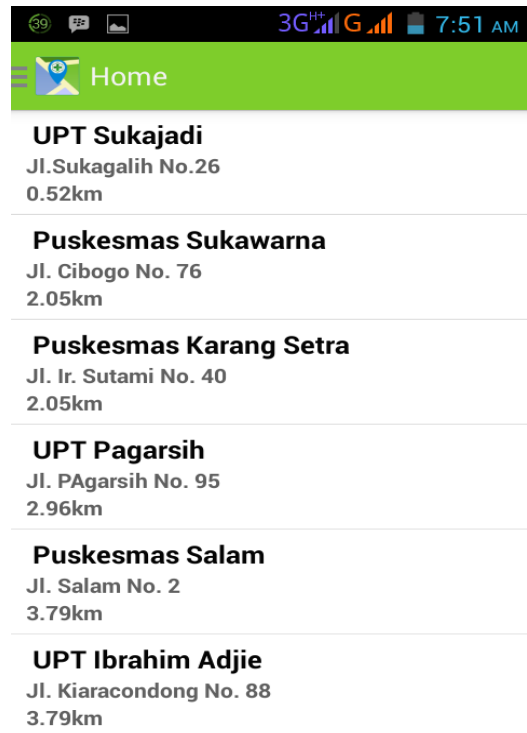 39 3G H+ G 7:51 AM
Home
UPT Sukajadi
Jl.Sukagalih No.26
0.52km
Puskesmas Sukawarna
Jl. Cibogo No. 76
2.05km
Puskesmas Karang Setra
Jl. Ir. Sutami No. 40
2.05km
UPT Pagarsih
Jl. PAgarsih No. 95
2.96km
Puskesmas Salam
Jl. Salam No. 2
3.79km
UPT Ibrahim Adjie
Jl. Kiaracondong No. 88
3.79km